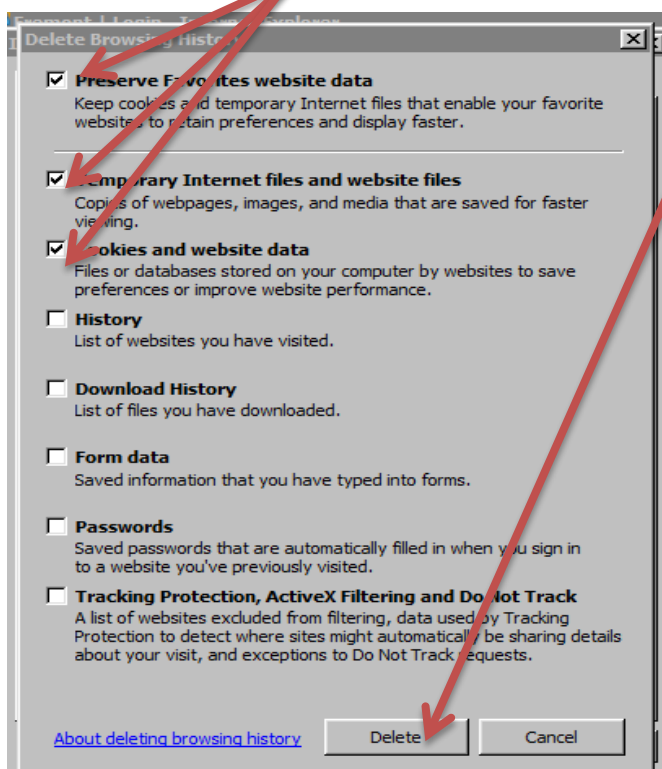 Fremont | Login - Internet Explorer
Delete Browsing History
Preserve Favorites website data
Keep cookies and temporary Internet files that enable your favorite
websites to retain preferences and display faster.
Temporary Internet files and website files
Copies of webpages, images, and media that are saved for faster
viewing.
Cookies and website data
Files or databases stored on your computer by websites to save
preferences or improve website performance.
History
List of websites you have visited.
Download History
List of files you have downloaded.
Form data
Saved information that you have typed into forms.
Passwords
Saved passwords that are automatically filled in when you sign in
to a website you've previously visited.
Tracking Protection, ActiveX Filtering and Do Not Track
A list of websites excluded from filtering, data used by Tracking
Protection to detect where sites might automatically be sharing details
about your visit, and exceptions to Do Not Track requests.
About deleting browsing history
Delete
Cancel